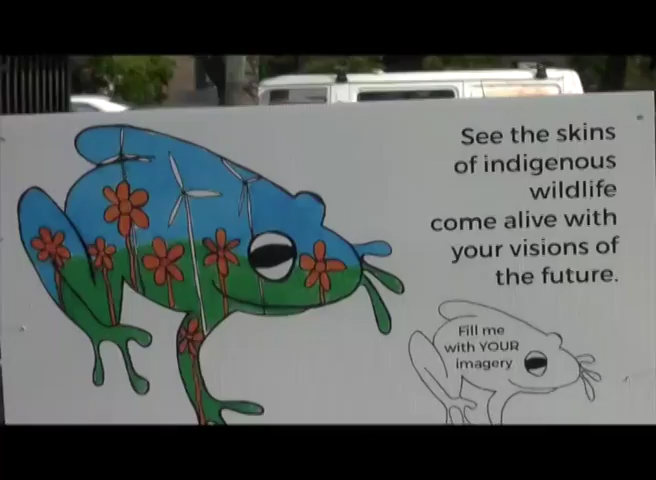 See the skins
of indigenous
wildlife
come alive with
your visions of
the future.
Fill me
with YOUR
imagery